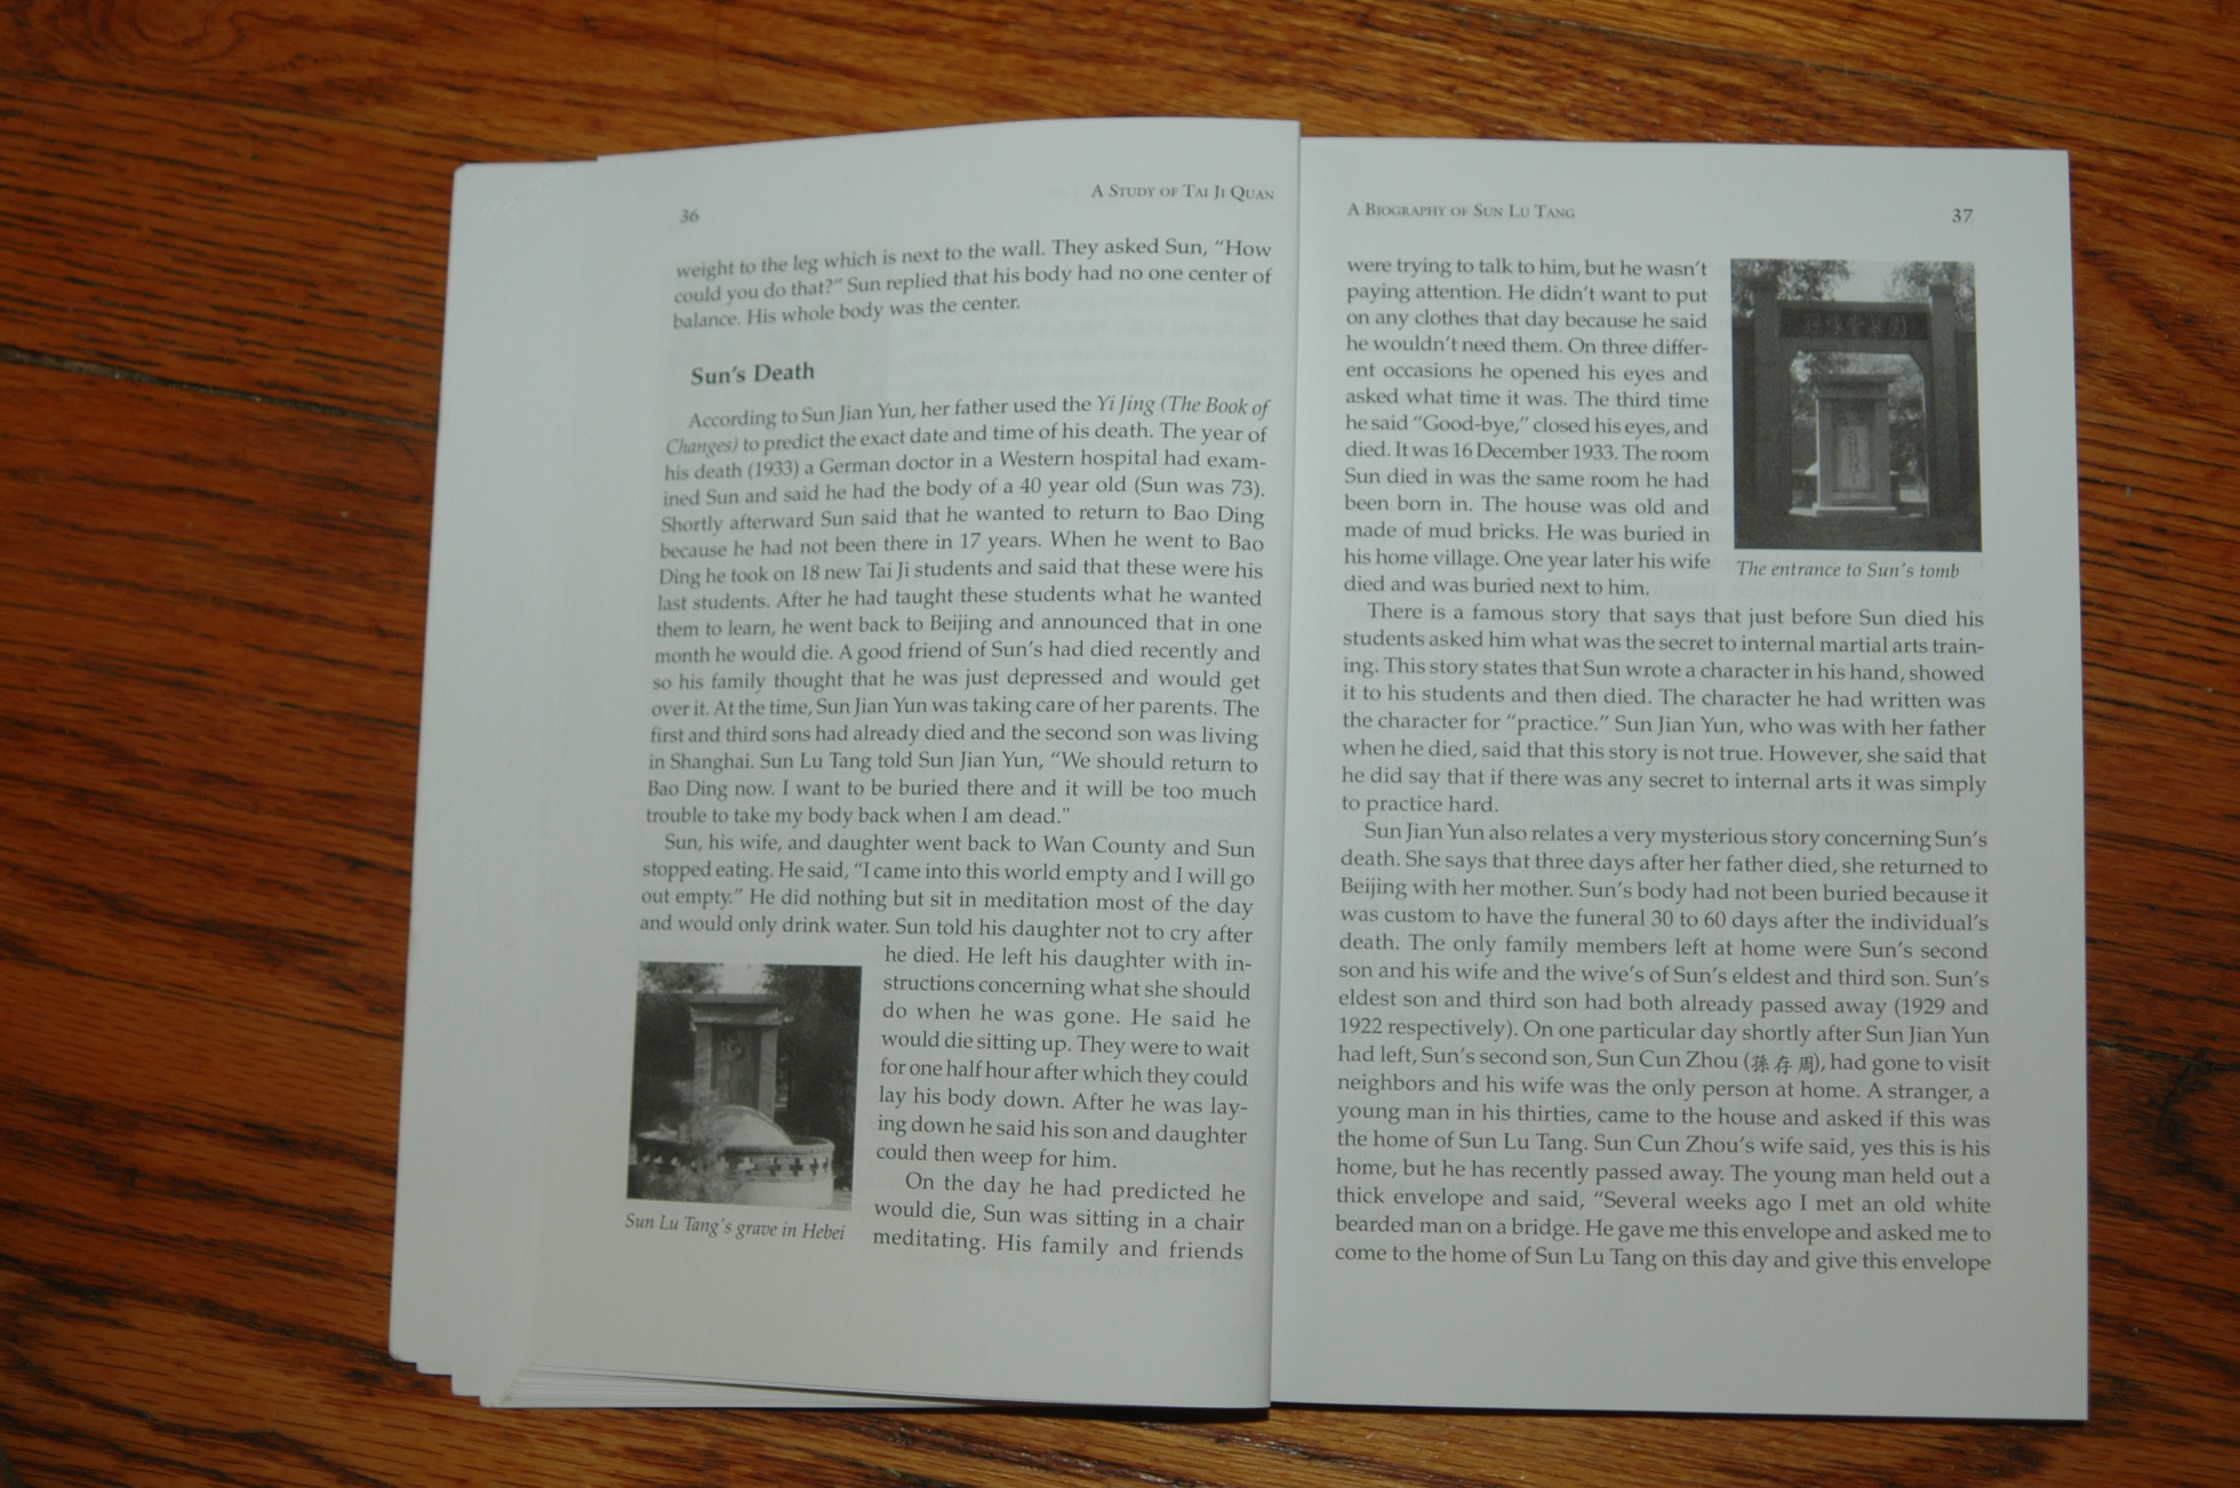 36
A Study of Tai Ji Quan
weight to the leg which is next to the wall. They asked Sun, “How
could you do that?” Sun replied that his body had no one center of
balance. His whole body was the center.
Sun’s Death
According to Sun Jian Yun, her father used the Yi Jing (The Book of
Changes) to predict the exact date and time of his death. The year of
his death (1933) a German doctor in a Western hospital had exam-
ined Sun and said he had the body of a 40 year old (Sun was 73).
Shortly afterward Sun said that he wanted to return to Bao Ding
because he had not been there in 17 years. When he went to Bao
Ding he took on 18 new Tai Ji students and said that these were his
last students. After he had taught these students what he wanted
them to learn, he went back to Beijing and announced that in one
month he would die. A good friend of Sun’s had died recently and
so his family thought that he was just depressed and would get
over it. At the time, Sun Jian Yun was taking care of her parents. The
first and third sons had already died and the second son was living
in Shanghai. Sun Lu Tang told Sun Jian Yun, “We should return to
Bao Ding now. I want to be buried there and it will be too much
trouble to take my body back when I am dead."
Sun, his wife, and daughter went back to Wan County and Sun
stopped eating. He said, “I came into this world empty and I will go
out empty.” He did nothing but sit in meditation most of the day
and would only drink water. Sun told his daughter not to cry after
he died. He left his daughter with in-
structions concerning what she should
do when he was gone. He said he
would die sitting up. They were to wait
for one half hour after which they could
lay his body down. After he was lay-
ing down he said his son and daughter
could then weep for him.
On the day he had predicted he
would die, Sun was sitting in a chair
meditating. His family and friends
Sun Lu Tang’s grave in Hebei
A Biography of Sun Lu Tang
37
were trying to talk to him, but he wasn’t
paying attention. He didn’t want to put
on any clothes that day because he said
he wouldn’t need them. On three differ-
ent occasions he opened his eyes and
asked what time it was. The third time
he said “Good-bye,” closed his eyes, and
died. It was 16 December 1933. The room
Sun died in was the same room he had
been born in. The house was old and
made of mud bricks. He was buried in
his home village. One year later his wife
died and was buried next to him.
The entrance to Sun’s tomb
There is a famous story that says that just before Sun died his
students asked him what was the secret to internal martial arts train-
ing. This story states that Sun wrote a character in his hand, showed
it to his students and then died. The character he had written was
the character for “practice.” Sun Jian Yun, who was with her father
when he died, said that this story is not true. However, she said that
he did say that if there was any secret to internal arts it was simply
to practice hard.
Sun Jian Yun also relates a very mysterious story concerning Sun’s
death. She says that three days after her father died, she returned to
Beijing with her mother. Sun’s body had not been buried because it
was custom to have the funeral 30 to 60 days after the individual’s
death. The only family members left at home were Sun’s second
son and his wife and the wive’s of Sun’s eldest and third son. Sun’s
eldest son and third son had both already passed away (1929 and
1922 respectively). On one particular day shortly after Sun Jian Yun
had left, Sun’s second son, Sun Cun Zhou (孫存周), had gone to visit
neighbors and his wife was the only person at home. A stranger, a
young man in his thirties, came to the house and asked if this was
the home of Sun Lu Tang. Sun Cun Zhou’s wife said, yes this is his
home, but he has recently passed away. The young man held out a
thick envelope and said, “Several weeks ago I met an old white
bearded man on a bridge. He gave me this envelope and asked me to
come to the home of Sun Lu Tang on this day and give this envelope